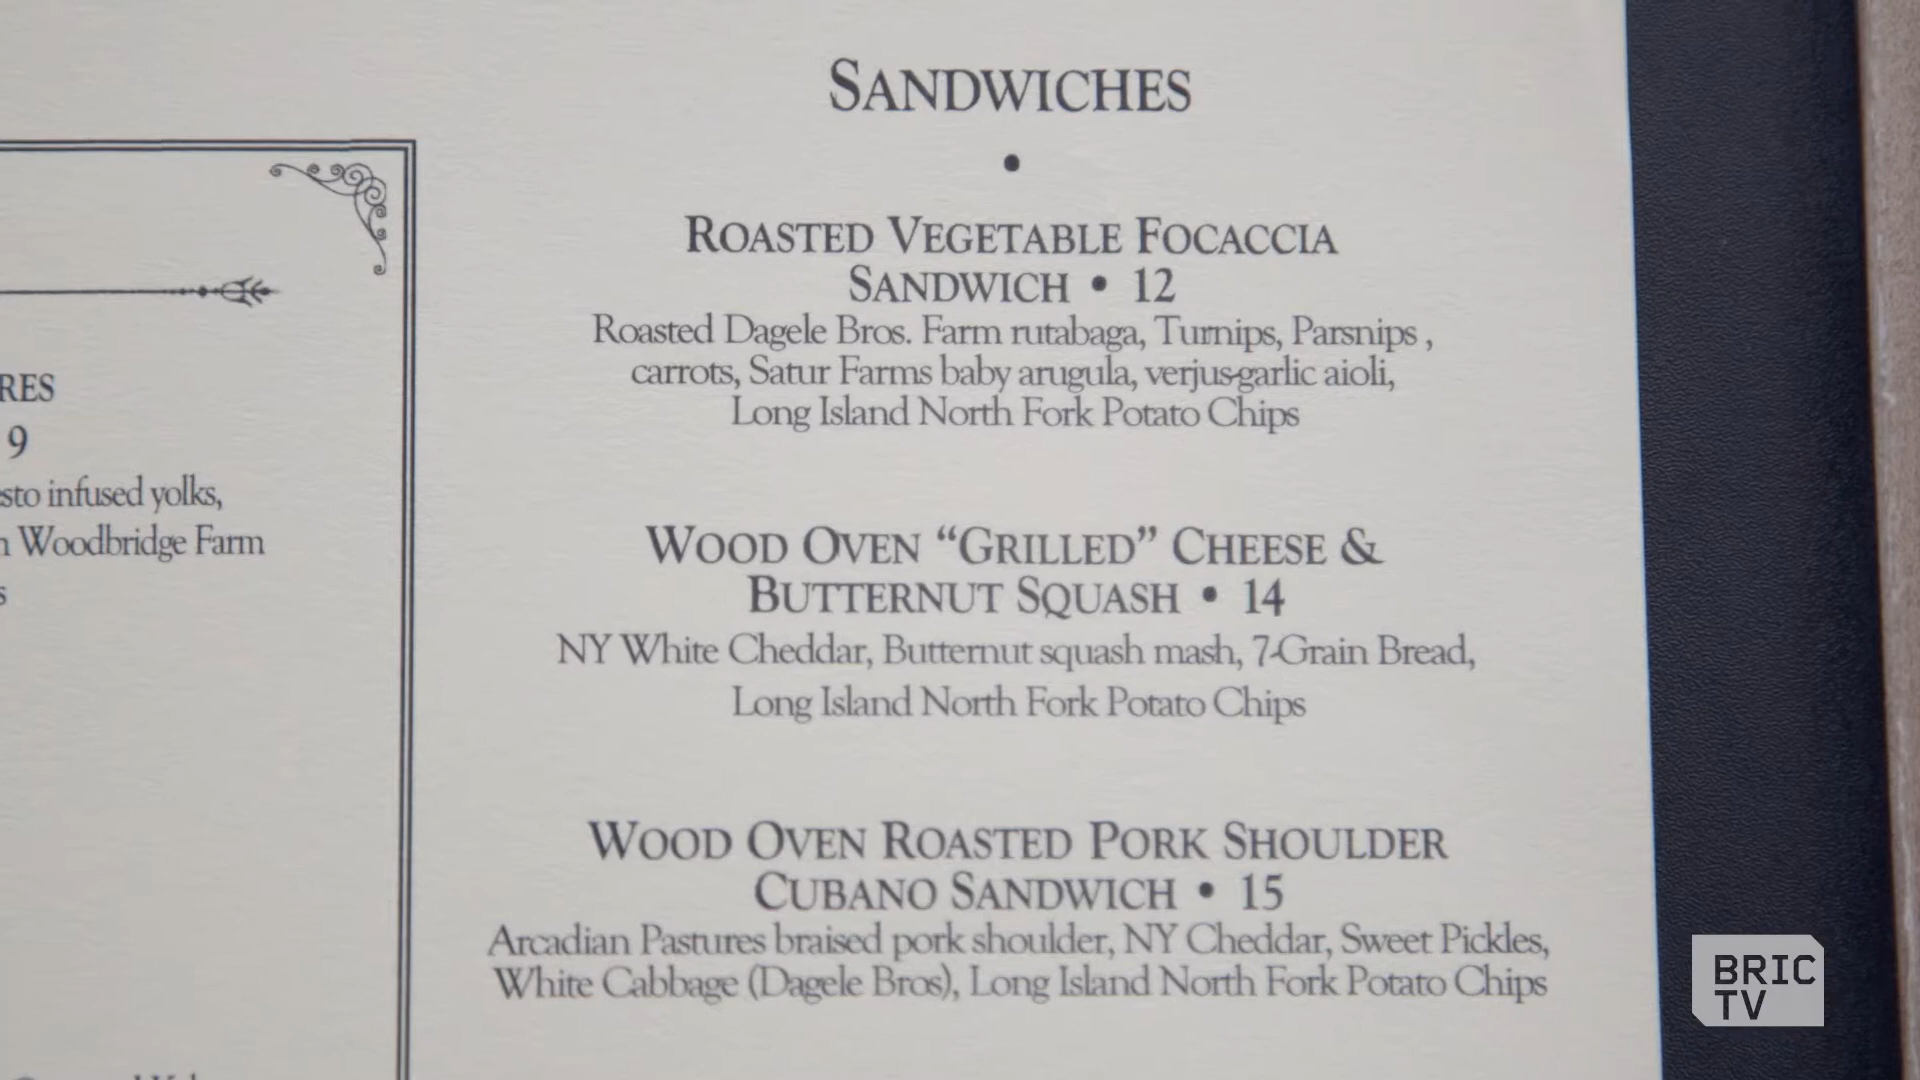 RES
9
infused yolks,
Woodbridge Farm
SANDWICHES
•
ROASTED VEGETABLE FOCACCIA
SANDWICH • 12
Roasted Dagele Bros. Farm rutabaga, Turnips, Parsnips ,
carrots, Satur Farms baby arugula, verjus-garlic aioli,
Long Island North Fork Potato Chips
WOOD OVEN “GRILLED” CHEESE &
BUTTERNUT SQUASH • 14
NY White Cheddar, Butternut squash mash, 7-Grain Bread,
Long Island North Fork Potato Chips
WOOD OVEN ROASTED PORK SHOULDER
CUBANO SANDWICH • 15
Arcadian Pastures braised pork shoulder, NY Cheddar, Sweet Pickles,
White Cabbage (Dagele Bros), Long Island North Fork Potato Chips
BRIC
TV